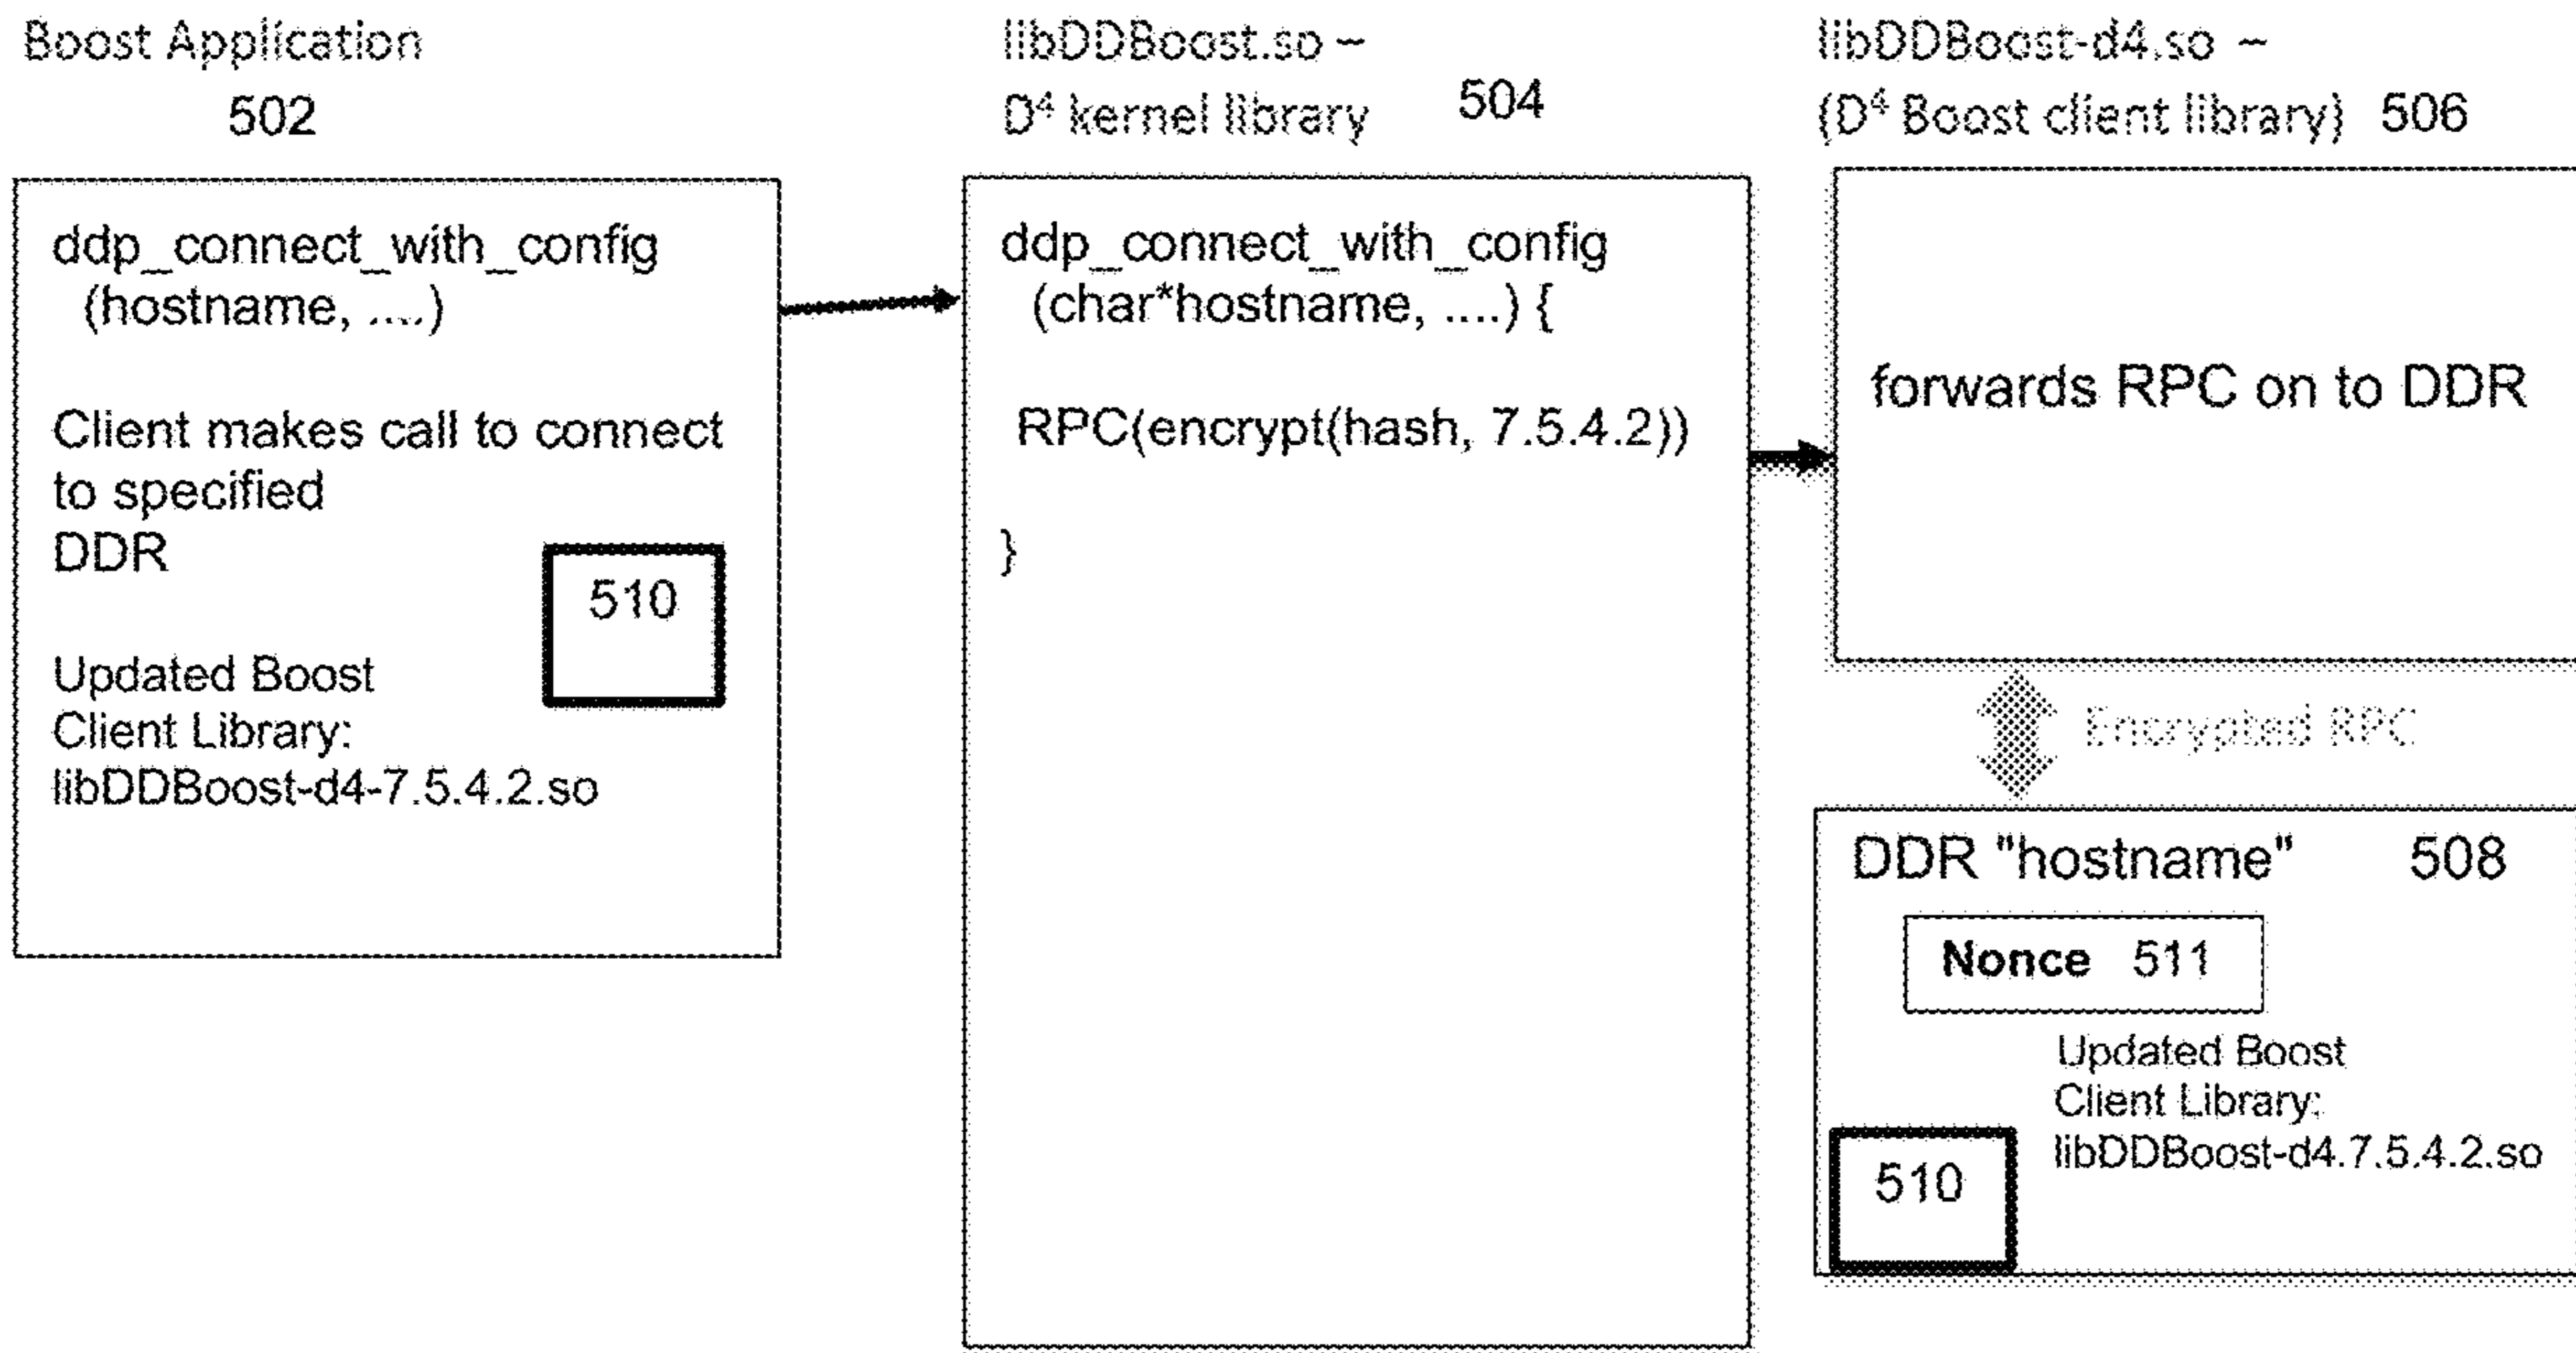 Boost Application
502
ddp_connect_with_config
(hostname, ....)
Client makes call to connect
to specified
DDR
510
Updated Boost
Client Library:
libDDBoost-d4-7.5.4.2.so
libDDBoost.so –
D⁴ kernel library 504
ddp_connect_with_config
(char*hostname, ....) {
RPC(encrypt(hash, 7.5.4.2))
}
libDDBoost-d4.so –
(D⁴ Boost client library) 506
forwards RPC on to DDR
Encrypted RPC
DDR "hostname" 508
Nonce 511
Updated Boost
Client Library:
libDDBoost-d4.7.5.4.2.so
510